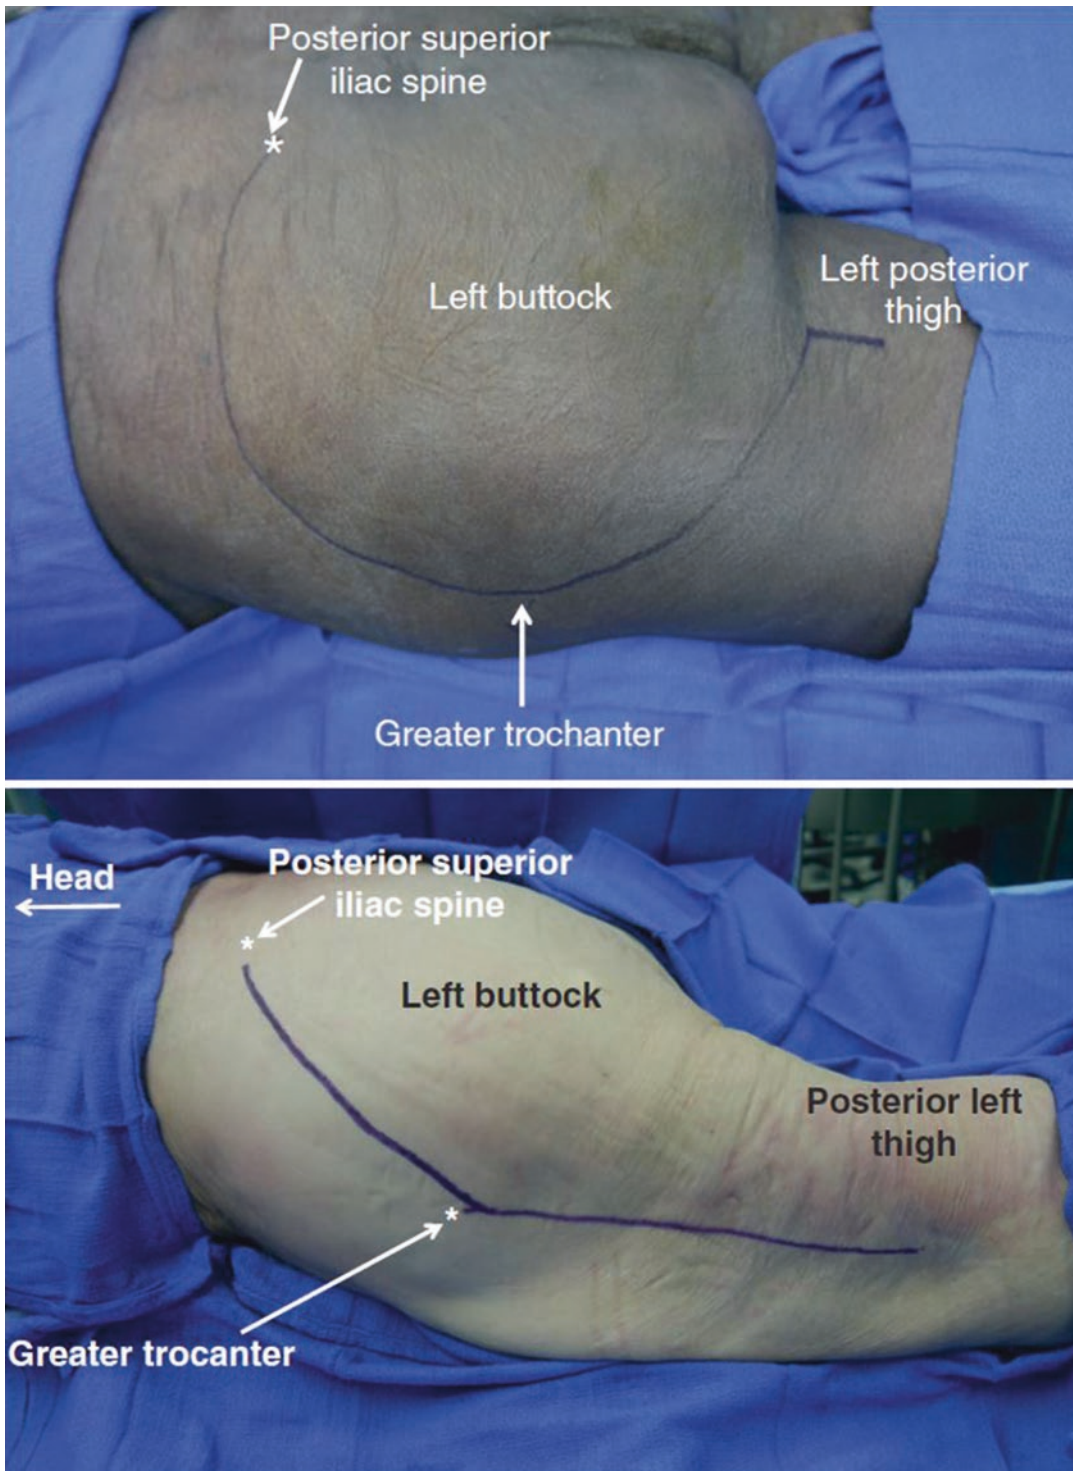 Posterior superior
iliac spine
*
Left buttock
Left posterior
thigh
Greater trochanter
Head
Posterior superior
iliac spine
*
Left buttock
Posterior left
thigh
*
Greater trocanter